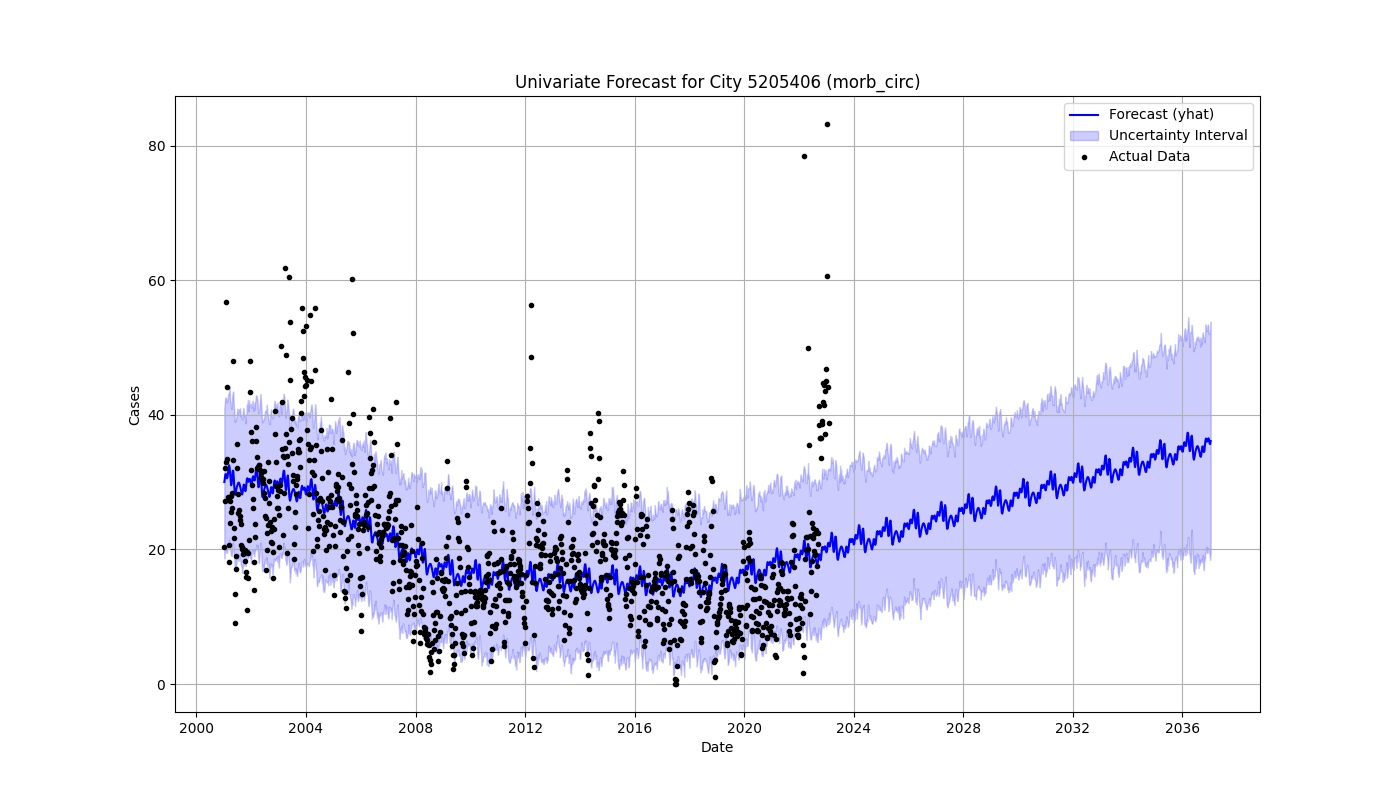 Univariate Forecast for City 5205406 (morb_circ)
Forecast (yhat)
Uncertainty Interval
Actual Data
Cases
80
60
40
20
0
2000 2004 2008 2012 2016 2020 2024 2028 2032 2036
Date